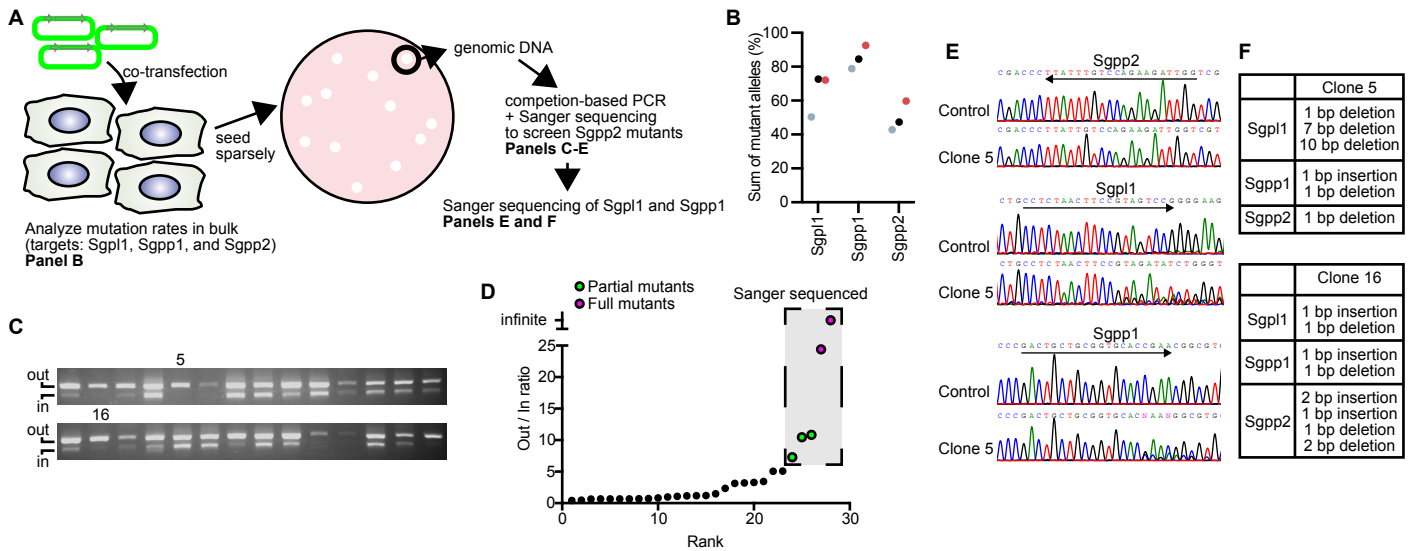 A
co-transfection
seed
sparsely
genomic DNA
competion-based PCR
+ Sanger sequencing
to screen Sgpp2 mutants
Panels C-E
Sanger sequencing of Sgpl1 and Sgpp1
Panels E and F
Analyze mutation rates in bulk
(targets: Sgpl1, Sgpp1, and Sgpp2)
Panel B
B
Sum of mutant alleles (%)
100
80
60
40
20
0
Sgpl1
Sgpp1
Sgpp2
C
5
out
in
16
out
in
D
Partial mutants
Full mutants
Sanger sequenced
Out / In ratio
infinite
25
20
15
10
5
0
0
10
20
30
Rank
E
Sgpp2
CGACCCTTATTTGTCCAGAAGATTGGTCG
Control
CGACCCTTATTGTCCAGAAGATTGGTCGT
Clone 5
Sgpl1
CTGCCTCTAACTTCCGTAGTCCGGGGAAG
Control
CTGCCTCTAACTTCCGTAGATATCTGGGT
Clone 5
Sgpp1
CCCGACTGCTGCGGTGCACCGAACGGCGT
Control
CCCGACTGCTGCGGTGCACNAANGGCGTG
Clone 5
F
Clone 5
Sgpl1
1 bp deletion
7 bp deletion
10 bp deletion
Sgpp1
1 bp insertion
1 bp deletion
Sgpp2
1 bp deletion
Clone 16
Sgpl1
1 bp insertion
1 bp deletion
Sgpp1
1 bp insertion
1 bp deletion
Sgpp2
2 bp insertion
1 bp insertion
1 bp deletion
2 bp deletion